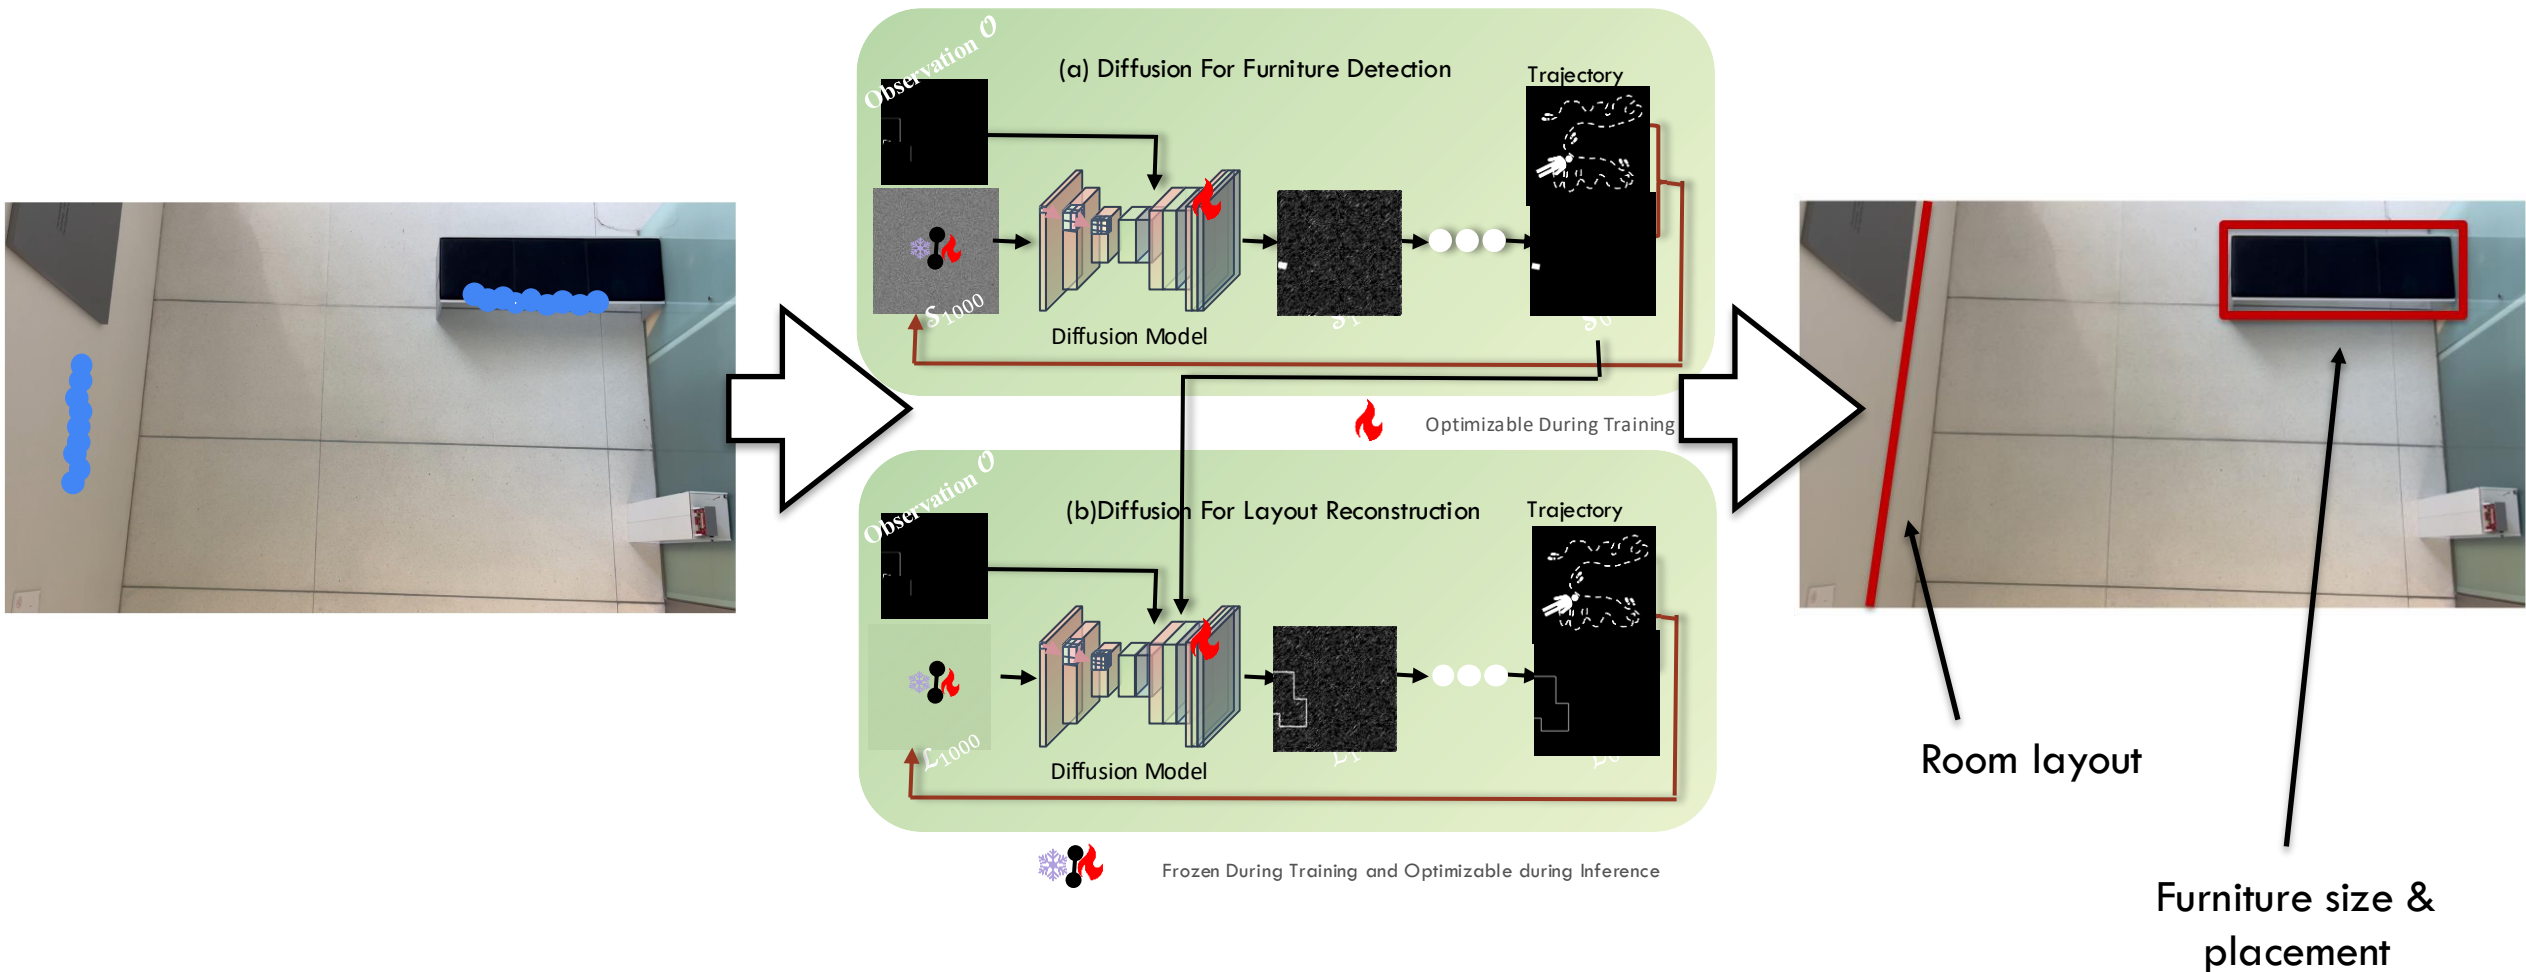 Observation 𝒪
(a) Diffusion For Furniture Detection
Trajectory
𝒮1000
Diffusion Model
Optimizable During Training
Observation 𝒪
(b)Diffusion For Layout Reconstruction
Trajectory
ℒ1000
Diffusion Model
Frozen During Training and Optimizable during Inference
Room layout
Furniture size &
placement